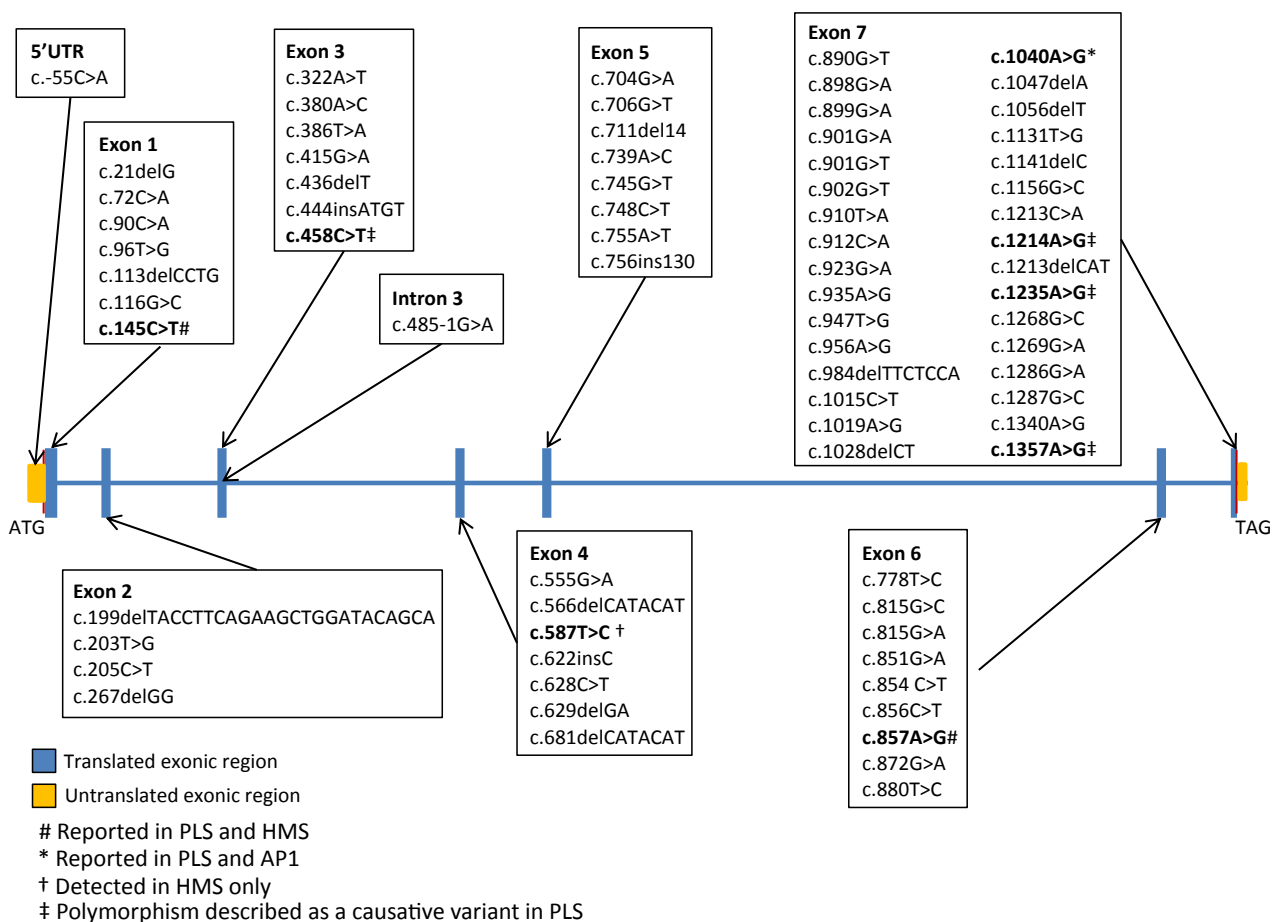 5’UTR
c.-55C>A
Exon 1
c.21delG
c.72C>A
c.90C>A
c.96T>G
c.113delCCTG
c.116G>C
c.145C>T#
Exon 3
c.322A>T
c.380A>C
c.386T>A
c.415G>A
c.436delT
c.444insATGT
c.458C>T‡
Intron 3
c.485-1G>A
Exon 5
c.704G>A
c.706G>T
c.711del14
c.739A>C
c.745G>T
c.748C>T
c.755A>T
c.756ins130
Exon 7
c.890G>T
c.898G>A
c.899G>A
c.901G>A
c.901G>T
c.902G>T
c.910T>A
c.912C>A
c.923G>A
c.935A>G
c.947T>G
c.956A>G
c.984delTTCTCCA
c.1015C>T
c.1019A>G
c.1028delCT
c.1040A>G*
c.1047delA
c.1056delT
c.1131T>G
c.1141delC
c.1156G>C
c.1213C>A
c.1214A>G‡
c.1213delCAT
c.1235A>G‡
c.1268G>C
c.1269G>A
c.1286G>A
c.1287G>C
c.1340A>G
c.1357A>G‡
ATG
TAG
Exon 2
c.199delTACCTTCAGAAGCTGGATACAGCA
c.203T>G
c.205C>T
c.267delGG
Exon 4
c.555G>A
c.566delCATACAT
c.587T>C †
c.622insC
c.628C>T
c.629delGA
c.681delCATACAT
Exon 6
c.778T>C
c.815G>C
c.815G>A
c.851G>A
c.854 C>T
c.856C>T
c.857A>G#
c.872G>A
c.880T>C
Translated exonic region
Untranslated exonic region
# Reported in PLS and HMS
* Reported in PLS and AP1
† Detected in HMS only
‡ Polymorphism described as a causative variant in PLS